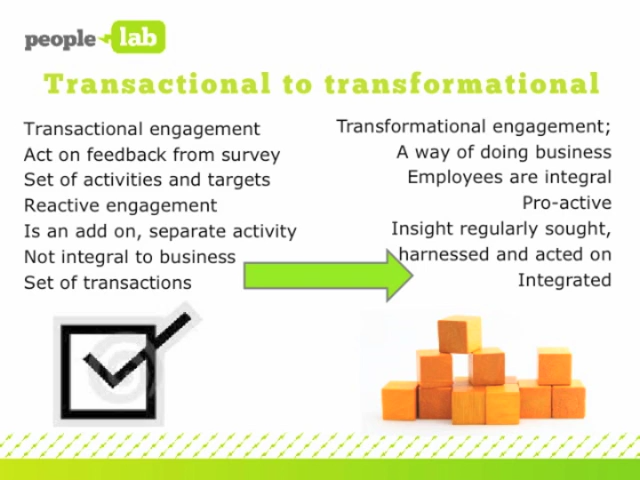 people lab
Transactional to transformational
Transactional engagement
Act on feedback from survey
Set of activities and targets
Reactive engagement
Is an add on, separate activity
Not integral to business
Set of transactions
Transformational engagement;
A way of doing business
Employees are integral
Pro-active
Insight regularly sought,
harnessed and acted on
Integrated